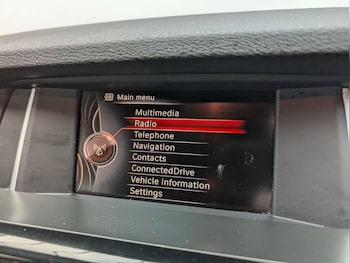 Main menu
Multimedia
Radio
Telephone
Navigation
Contacts
ConnectedDrive
Vehicle information
Settings